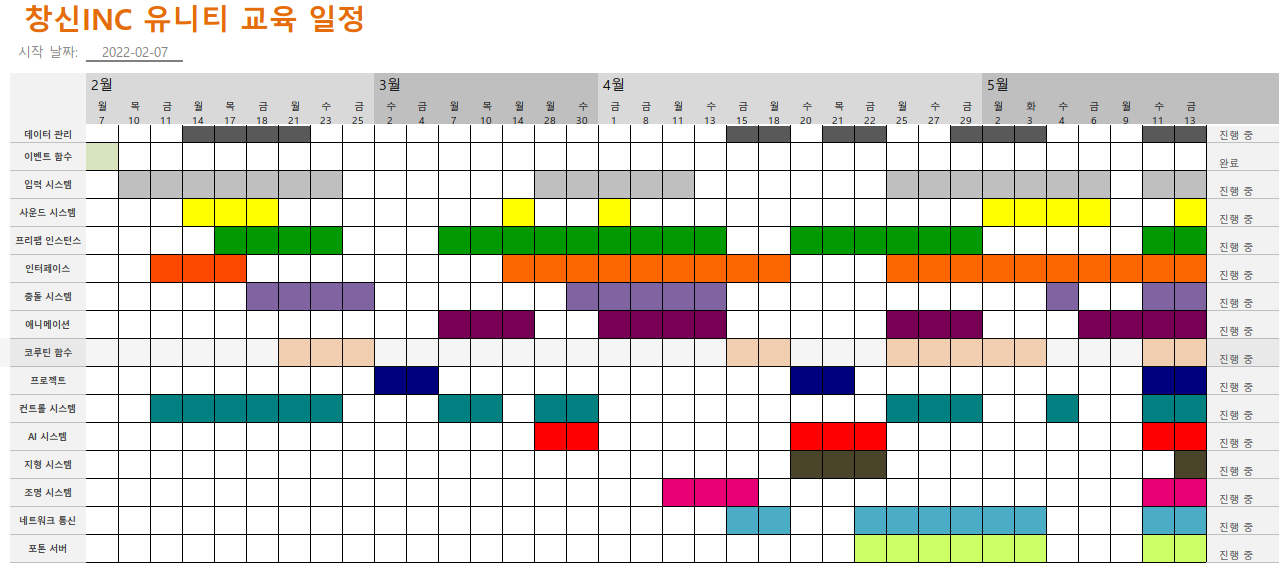 창신INC 유니티 교육 일정
시작 날짜: 2022-02-07
2월 3월 4월 5월
월 목 금 월 목 금 월 수 금 수 금 월 목 월 월 수 금 금 월 수 금 월 수 목 금 월 수 금 월 화 수 금 월 수 금
7 10 11 14 17 18 21 23 25 2 4 7 10 14 28 30 1 8 11 13 15 18 20 21 22 25 27 29 2 3 4 6 9 11 13
데이터 관리 진행 중
이벤트 함수 완료
입력 시스템 진행 중
사운드 시스템 진행 중
프리팹 인스턴스 진행 중
인터페이스 진행 중
충돌 시스템 진행 중
애니메이션 진행 중
코루틴 함수 진행 중
프로젝트 진행 중
컨트롤 시스템 진행 중
AI 시스템 진행 중
지형 시스템 진행 중
조명 시스템 진행 중
네트워크 통신 진행 중
포톤 서버 진행 중